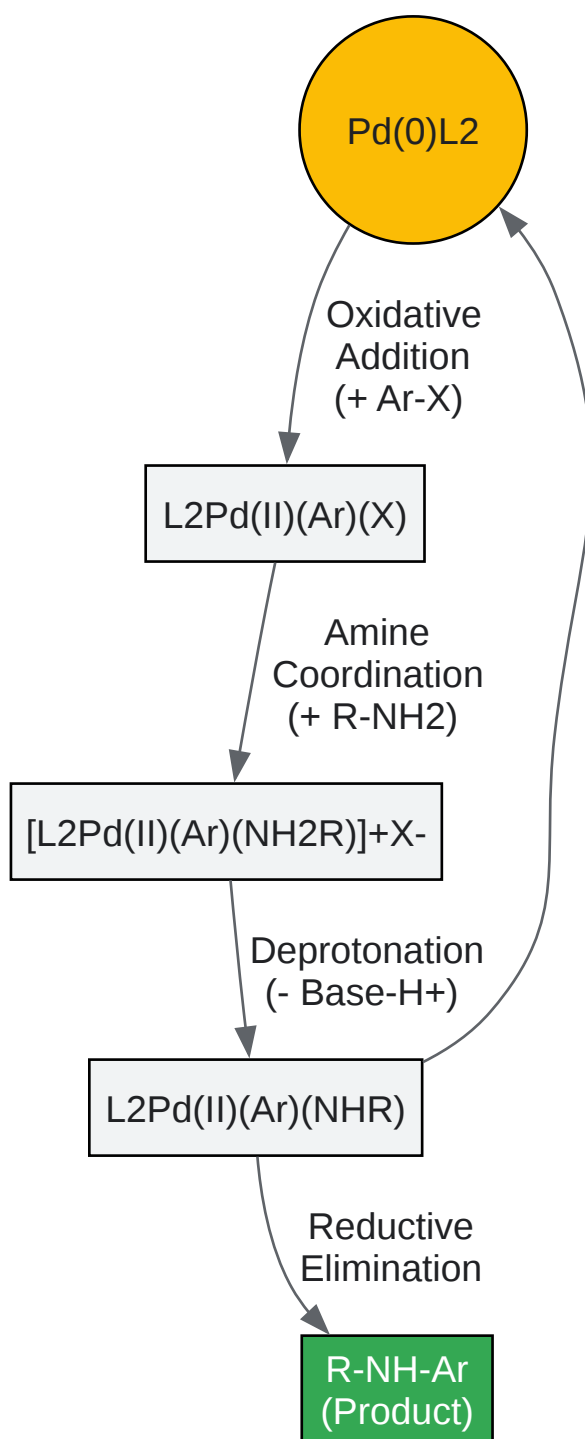 Pd(0)L2
Oxidative
Addition
(+ Ar-X)
L2Pd(II)(Ar)(X)
Amine
Coordination
(+ R-NH2)
[L2Pd(II)(Ar)(NH2R)]+X-
Deprotonation
(- Base-H+)
L2Pd(II)(Ar)(NHR)
Reductive
Elimination
R-NH-Ar
(Product)